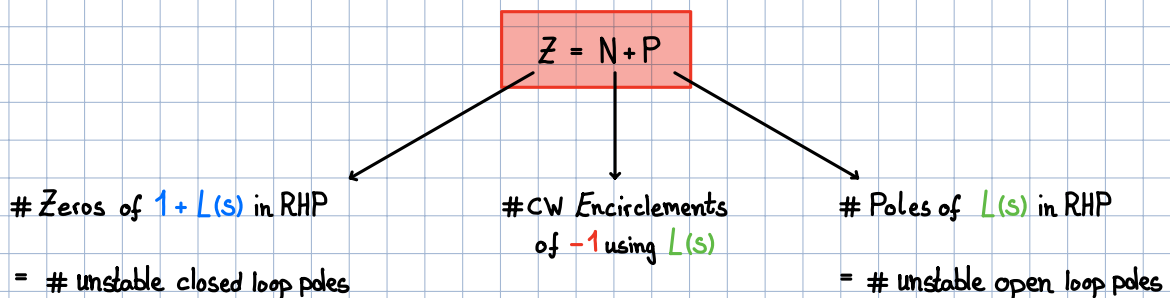 Z = N + P
# Zeros of 1 + L(s) in RHP
= # unstable closed loop poles
# CW Encirclements
of -1 using L(s)
# Poles of L(s) in RHP
= # unstable open loop poles